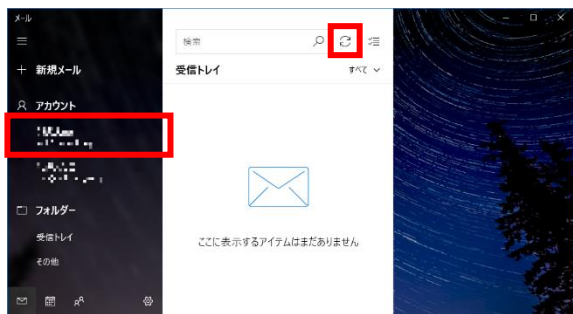 メール
新規メール
アカウント
フォルダー
受信トレイ
その他
検索
受信トレイ
すべて
ここに表示するアイテムはまだありません